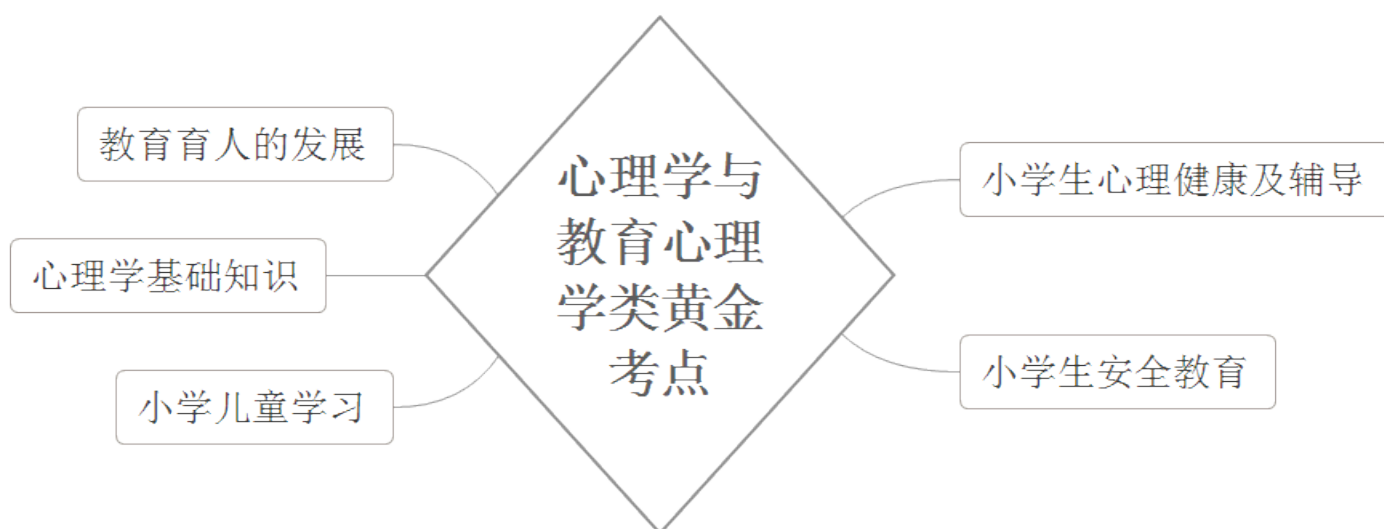 教育育人的发展
心理学基础知识
小学儿童学习
心理学与
教育心理
学类黄金
考点
小学生心理健康及辅导
小学生安全教育